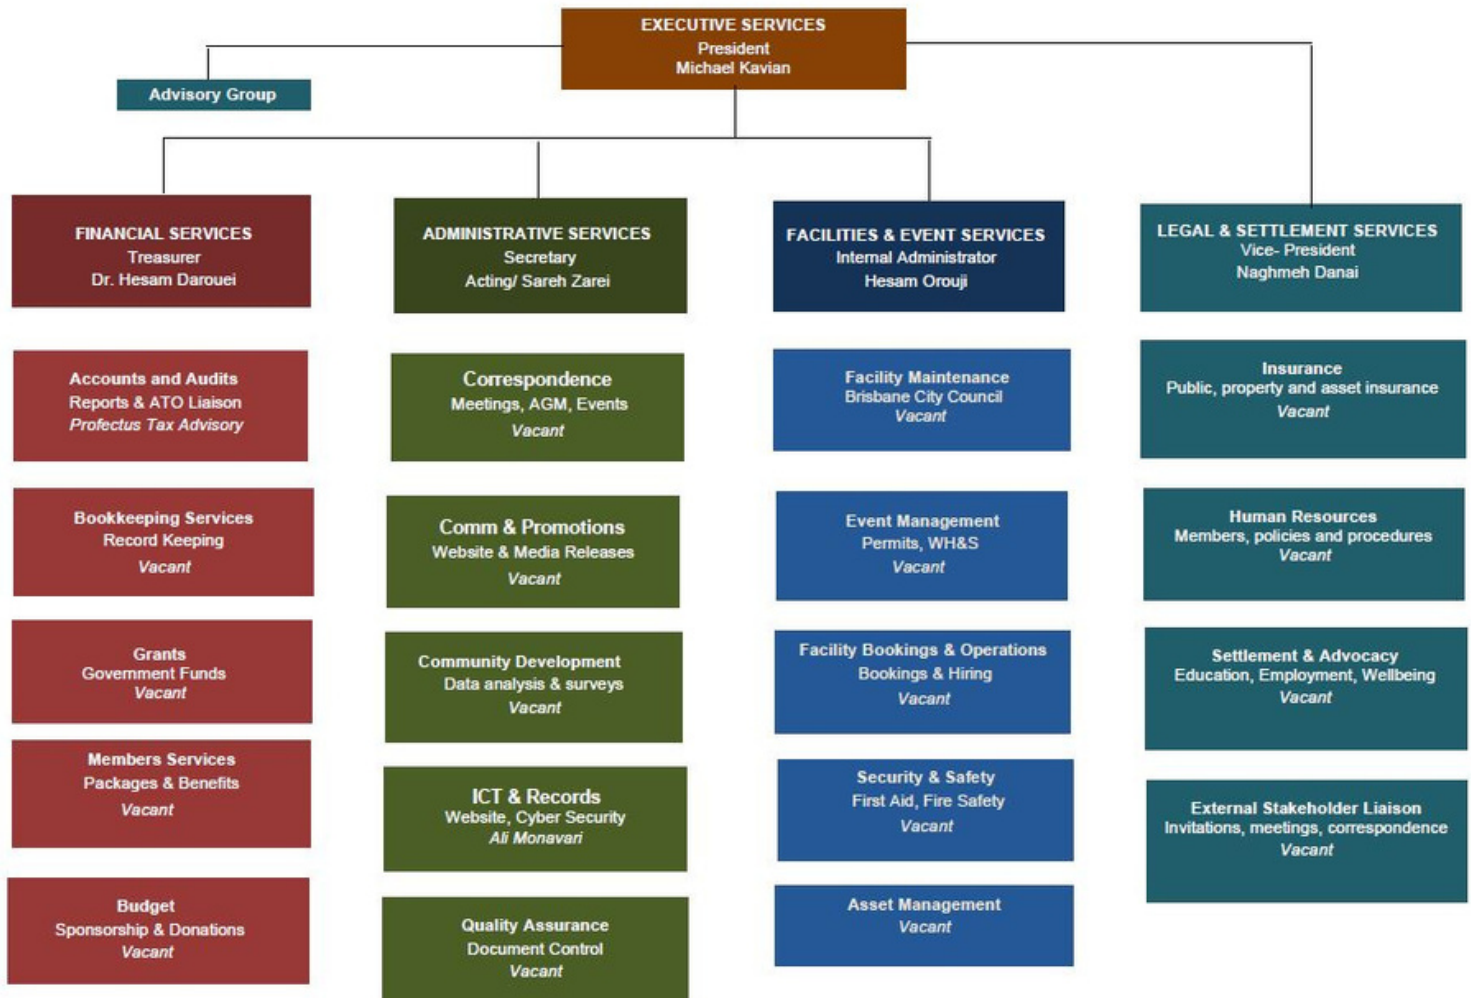 EXECUTIVE SERVICES
President
Michael Kavian
Advisory Group
FINANCIAL SERVICES
Treasurer
Dr. Hesam Darouei
Accounts and Audits
Reports & ATO Liaison
Profectus Tax Advisory
Bookkeeping Services
Record Keeping
Vacant
Grants
Government Funds
Vacant
Members Services
Packages & Benefits
Vacant
Budget
Sponsorship & Donations
Vacant
ADMINISTRATIVE SERVICES
Secretary
Acting/ Sareh Zarei
Correspondence
Meetings, AGM, Events
Vacant
Comm & Promotions
Website & Media Releases
Vacant
Community Development
Data analysis & surveys
Vacant
ICT & Records
Website, Cyber Security
Ali Monavari
Quality Assurance
Document Control
Vacant
FACILITIES & EVENT SERVICES
Internal Administrator
Hesam Orouji
Facility Maintenance
Brisbane City Council
Vacant
Event Management
Permits, WH&S
Vacant
Facility Bookings & Operations
Bookings & Hiring
Vacant
Security & Safety
First Aid, Fire Safety
Vacant
Asset Management
Vacant
LEGAL & SETTLEMENT SERVICES
Vice- President
Naghmeh Danai
Insurance
Public, property and asset insurance
Vacant
Human Resources
Members, policies and procedures
Vacant
Settlement & Advocacy
Education, Employment, Wellbeing
Vacant
External Stakeholder Liaison
Invitations, meetings, correspondence
Vacant